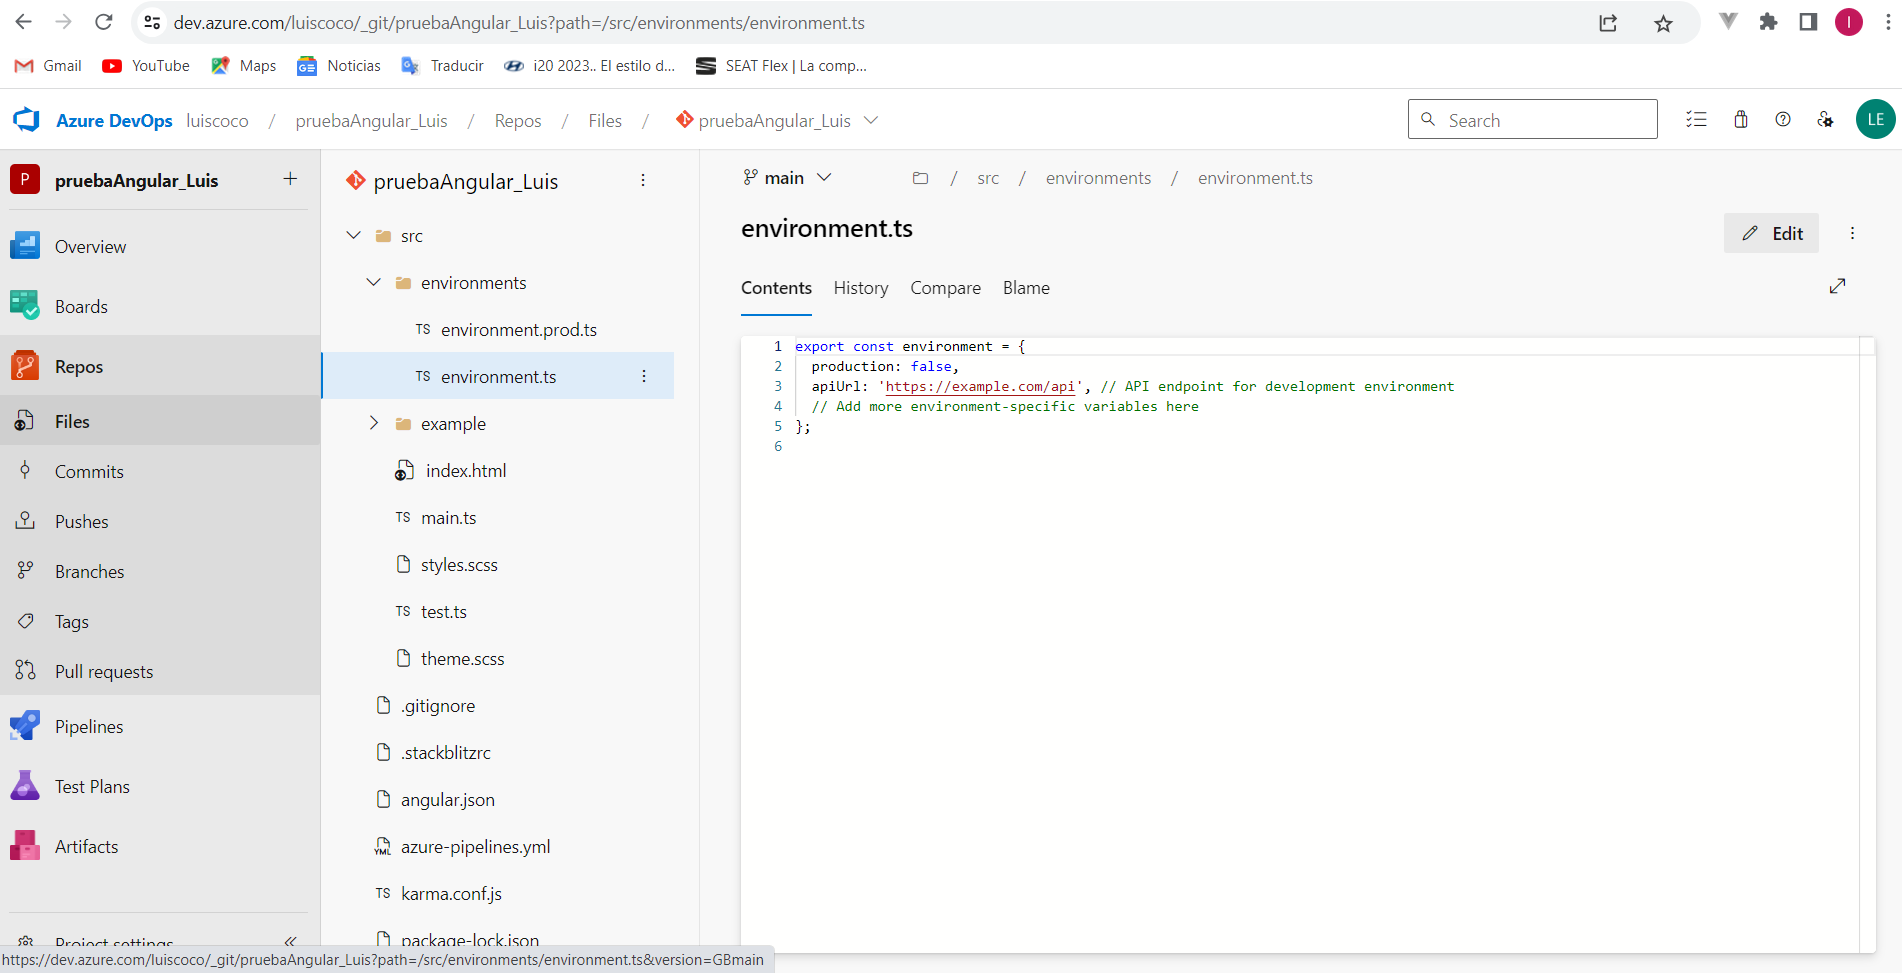 dev.azure.com/luiscoco/_git/pruebaAngular_Luis?path=/src/environments/environment.ts
I
Gmail YouTube Maps Noticias Traducir i20 2023.. El estilo d... SEAT Flex | La comp...
Azure DevOps luiscoco / pruebaAngular_Luis / Repos / Files / pruebaAngular_Luis
Search
LE
P pruebaAngular_Luis +
Overview
Boards
Repos
Files
Commits
Pushes
Branches
Tags
Pull requests
Pipelines
Test Plans
Artifacts
Project settings
pruebaAngular_Luis
src
environments
TS environment.prod.ts
TS environment.ts
example
index.html
TS main.ts
styles.scss
TS test.ts
theme.scss
.gitignore
.stackblitzrc
angular.json
YML azure-pipelines.yml
TS karma.conf.js
package-lock.json
main / src / environments / environment.ts
environment.ts
Edit
Contents History Compare Blame
1 export const environment = {
2 production: false,
3 apiUrl: 'https://example.com/api', // API endpoint for development environment
4 // Add more environment-specific variables here
5 };
6
https://dev.azure.com/luiscoco/_git/pruebaAngular_Luis?path=/src/environments/environment.ts&version=GBmain